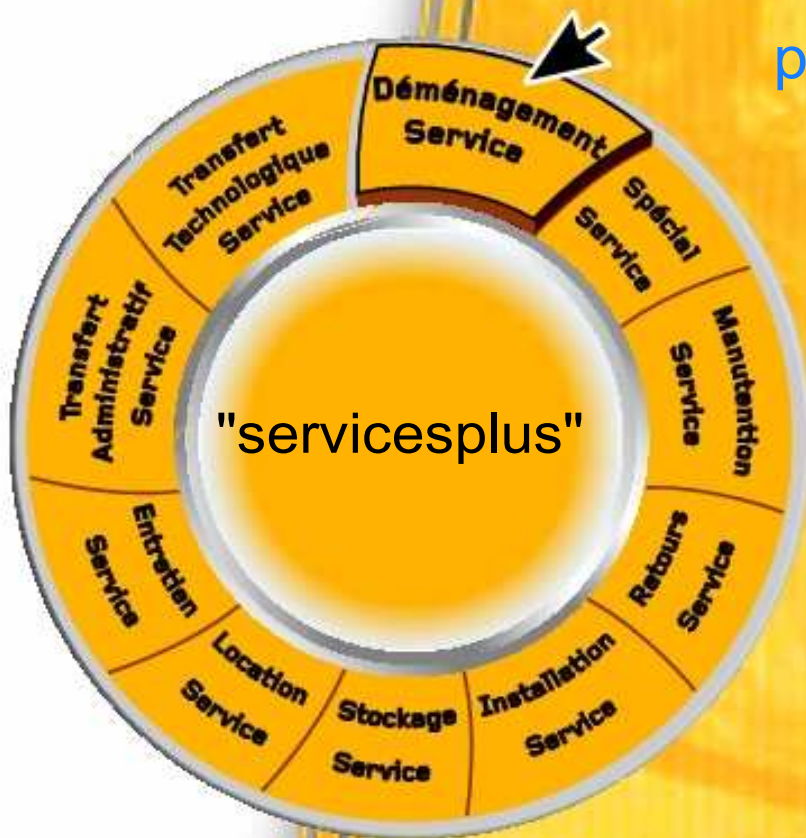 p
Déménagement
Service
Spécial
Service
Manutention
Service
Retours
Service
Installation
Service
Stockage
Service
Location
Service
Entretien
Service
Transfert
Administratif
Service
Transfert
Technologique
Service
"servicesplus"